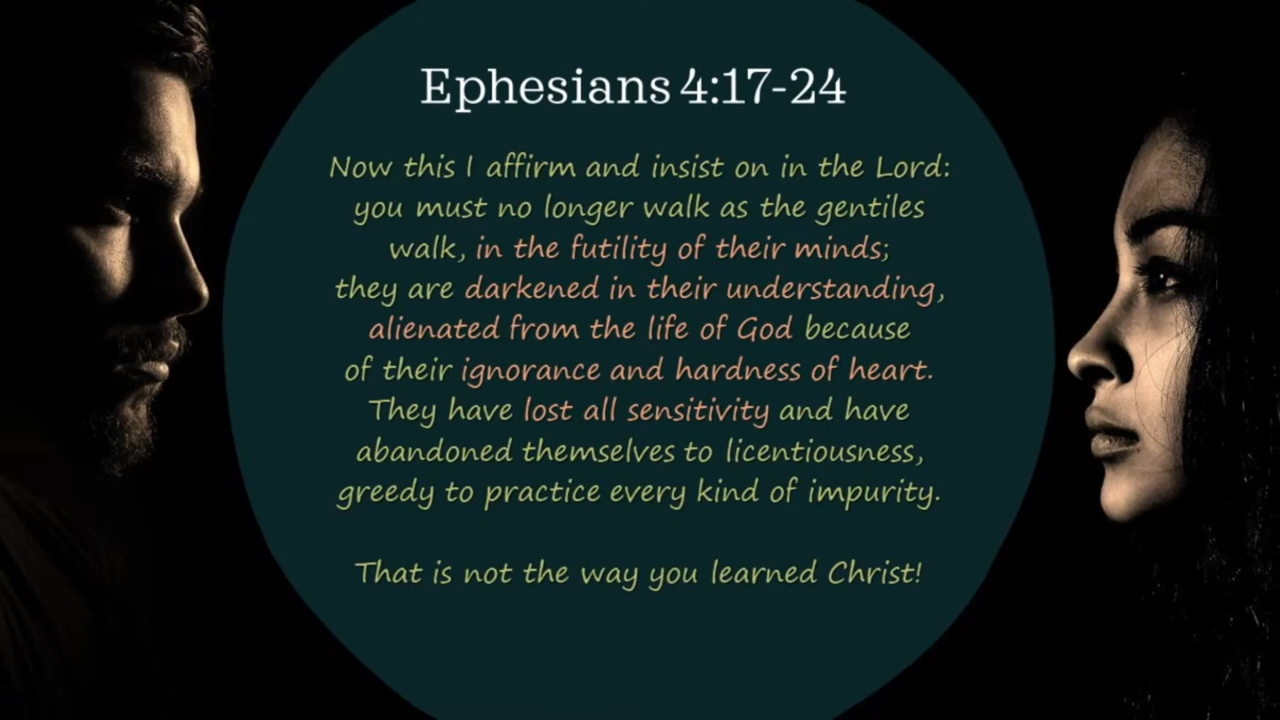 Ephesians 4:17-24
Now this I affirm and insist on in the Lord:
you must no longer walk as the gentiles
walk, in the futility of their minds;
they are darkened in their understanding,
alienated from the life of God because
of their ignorance and hardness of heart.
They have lost all sensitivity and have
abandoned themselves to licentiousness,
greedy to practice every kind of impurity.
That is not the way you learned Christ!